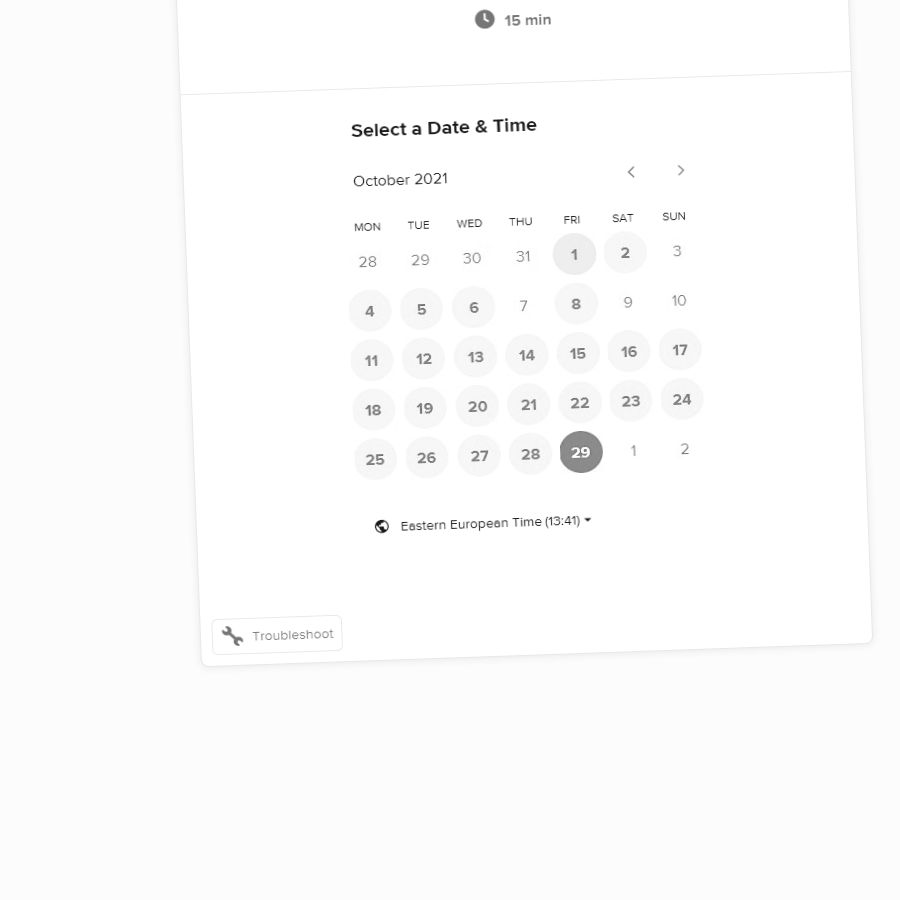 15 min
Select a Date & Time
October 2021
MON TUE WED THU FRI SAT SUN
28 29 30 31 1 2 3
4 5 6 7 8 9 10
11 12 13 14 15 16 17
18 19 20 21 22 23 24
25 26 27 28 29 1 2
Eastern European Time (13:41)
Troubleshoot